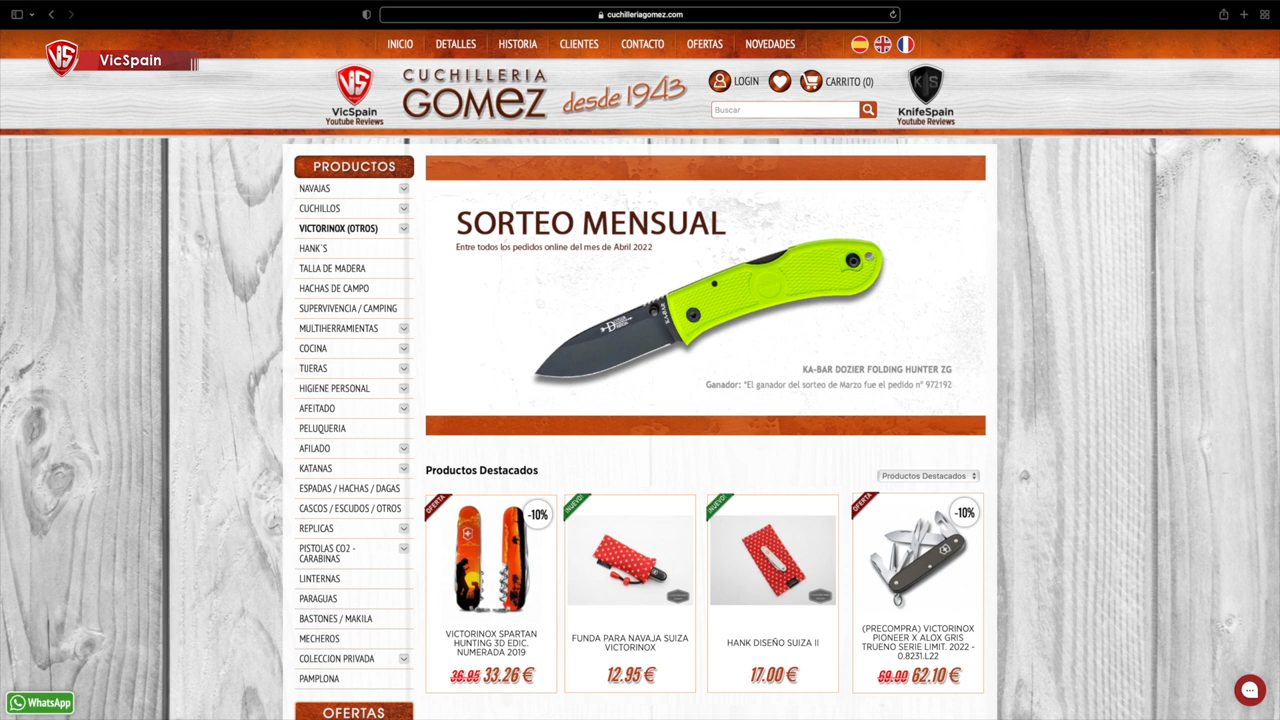 cuchilleriagomez.com
INICIO
DETALLES
HISTORIA
CLIENTES
CONTACTO
OFERTAS
NOVEDADES
VS
VicSpain
VS
VicSpain
Youtube Reviews
CUCHILLERIA
GOMEZ
desde 1943
LOGIN
CARRITO (0)
Buscar
KS
KnifeSpain
Youtube Reviews
PRODUCTOS
NAVAJAS
CUCHILLOS
VICTORINOX (OTROS)
HANK´S
TALLA DE MADERA
HACHAS DE CAMPO
SUPERVIVENCIA / CAMPING
MULTIHERRAMIENTAS
COCINA
TIJERAS
HIGIENE PERSONAL
AFEITADO
PELUQUERIA
AFILADO
KATANAS
ESPADAS / HACHAS / DAGAS
CASCOS / ESCUDOS / OTROS
REPLICAS
PISTOLAS CO2 -
CARABINAS
LINTERNAS
PARAGUAS
BASTONES / MAKILA
MECHEROS
COLECCION PRIVADA
PAMPLONA
OFERTAS
SORTEO MENSUAL
Entre todos los pedidos online del mes de Abril 2022
KA-BAR
KA-BAR DOZIER FOLDING HUNTER ZG
Ganador: *El ganador del sorteo de Marzo fue el pedido nº 972192
Productos Destacados
Productos Destacados
OFERTA
-10%
VICTORINOX SPARTAN
HUNTING 3D EDIC.
NUMERADA 2019
36.95 33.26 €
¡NUEVO!
FUNDA PARA NAVAJA SUIZA
VICTORINOX
12.95 €
¡NUEVO!
HANK DISEÑO SUIZA II
17.00 €
OFERTA
-10%
(PRECOMPRA) VICTORINOX
PIONEER X ALOX GRIS
TRUENO SERIE LIMIT. 2022 -
0.8231.L22
69.00 62.10 €
WhatsApp